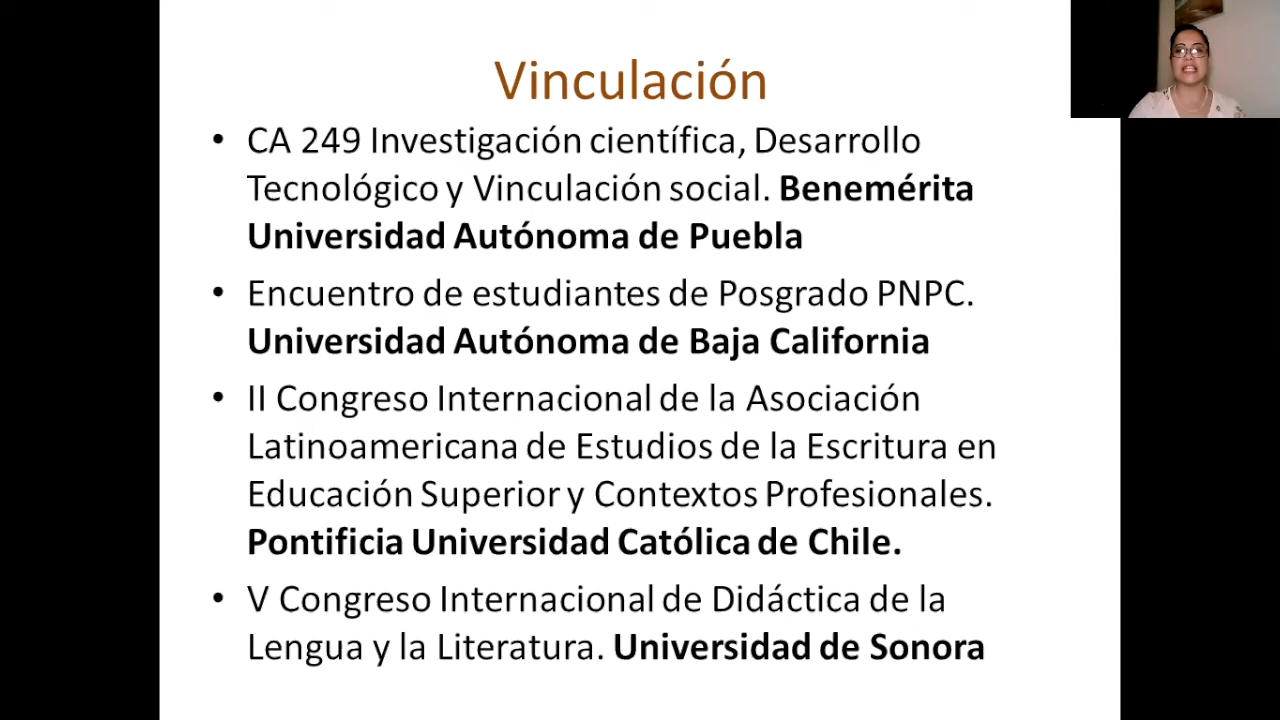 Vinculación
• CA 249 Investigación científica, Desarrollo
Tecnológico y Vinculación social. Benemérita
Universidad Autónoma de Puebla
• Encuentro de estudiantes de Posgrado PNPC.
Universidad Autónoma de Baja California
• II Congreso Internacional de la Asociación
Latinoamericana de Estudios de la Escritura en
Educación Superior y Contextos Profesionales.
Pontificia Universidad Católica de Chile.
• V Congreso Internacional de Didáctica de la
Lengua y la Literatura. Universidad de Sonora